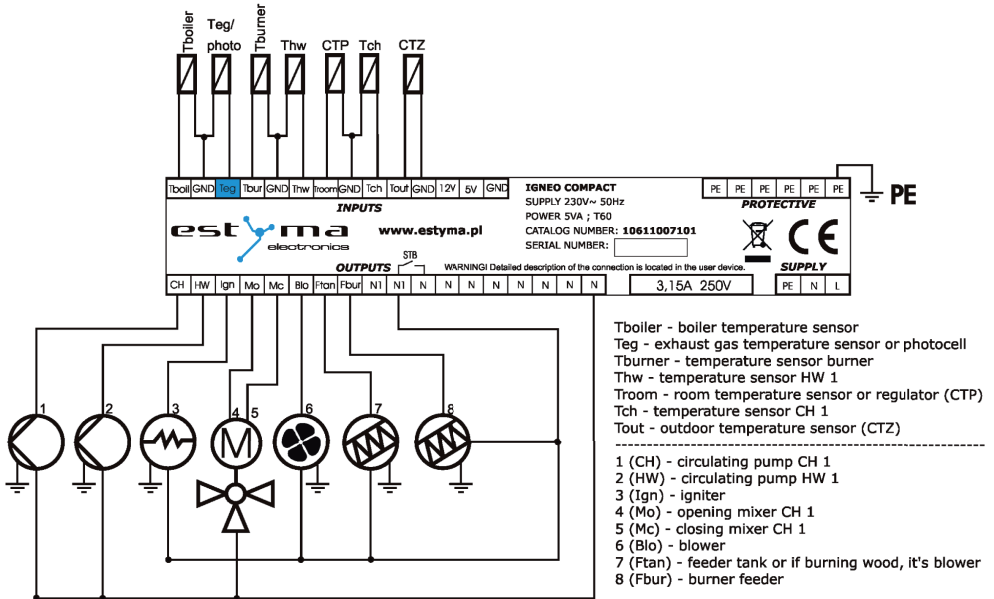 Tboiler
Teg/
photo
Tburner
Thw
CTP
Tch
CTZ
Tboil GND Teg Tbur GND Thw Troom GND Tch Tout GND 12V 5V GND
INPUTS
IGNEO COMPACT
SUPPLY 230V~ 50Hz
POWER 5VA ; T60
CATALOG NUMBER: 10611007101
SERIAL NUMBER:
PE PE PE PE PE PE
PROTECTIVE
PE
estyma
electronics
www.estyma.pl
CE
OUTPUTS
STB
WARNING! Detailed description of the connection is located in the user device.
SUPPLY
CH HW Ign Mo Mc Blo Ftan Fbur N1 N1 N N N N N N N N
3,15A 250V
PE N L
1
2
3
4
5
6
7
8
M
Tboiler - boiler temperature sensor
Teg - exhaust gas temperature sensor or photocell
Tburner - temperature sensor burner
Thw - temperature sensor HW 1
Troom - room temperature sensor or regulator (CTP)
Tch - temperature sensor CH 1
Tout - outdoor temperature sensor (CTZ)
1 (CH) - circulating pump CH 1
2 (HW) - circulating pump HW 1
3 (Ign) - igniter
4 (Mo) - opening mixer CH 1
5 (Mc) - closing mixer CH 1
6 (Blo) - blower
7 (Ftan) - feeder tank or if burning wood, it's blower
8 (Fbur) - burner feeder